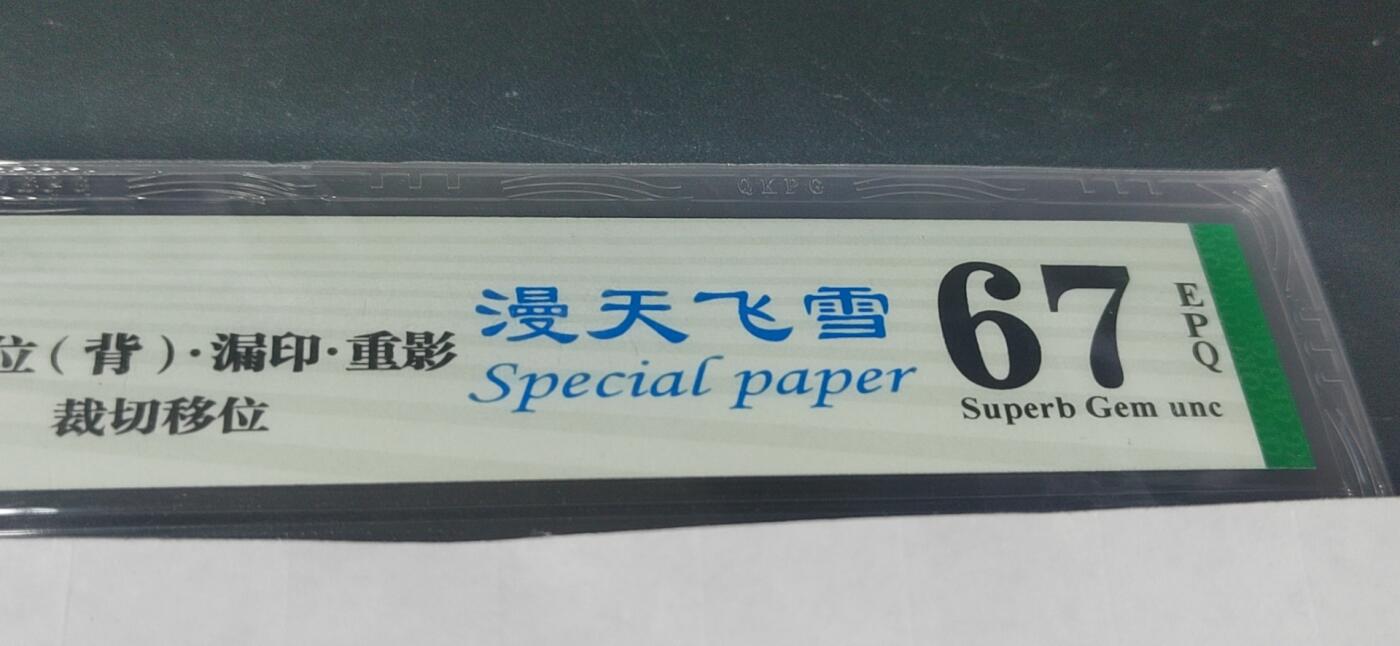 QKPG
漫天飞雪
Special paper
67
EPQ
Superb Gem unc
位(背)·漏印·重影
裁切移位